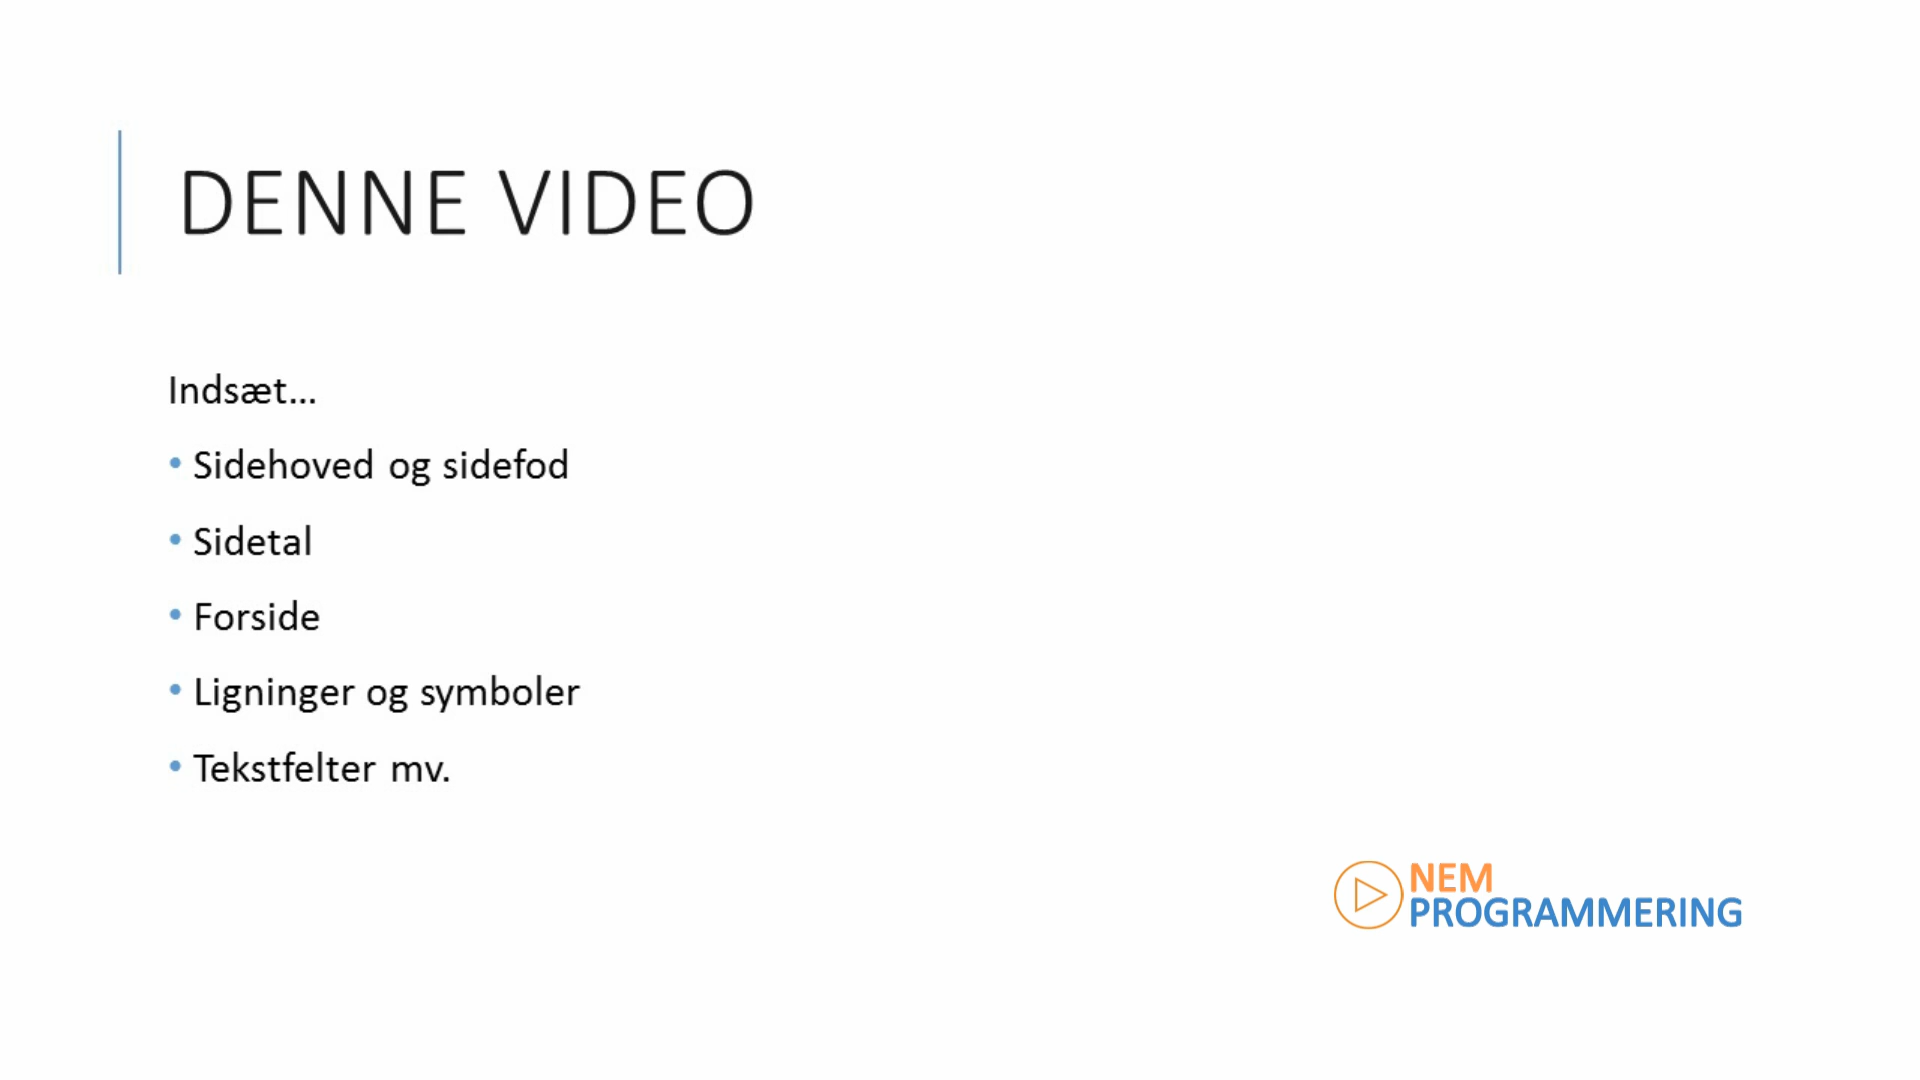 DENNE VIDEO
Indsæt...
• Sidehoved og sidefod
• Sidetal
• Forside
• Ligninger og symboler
• Tekstfelter mv.
NEM
PROGRAMMERING